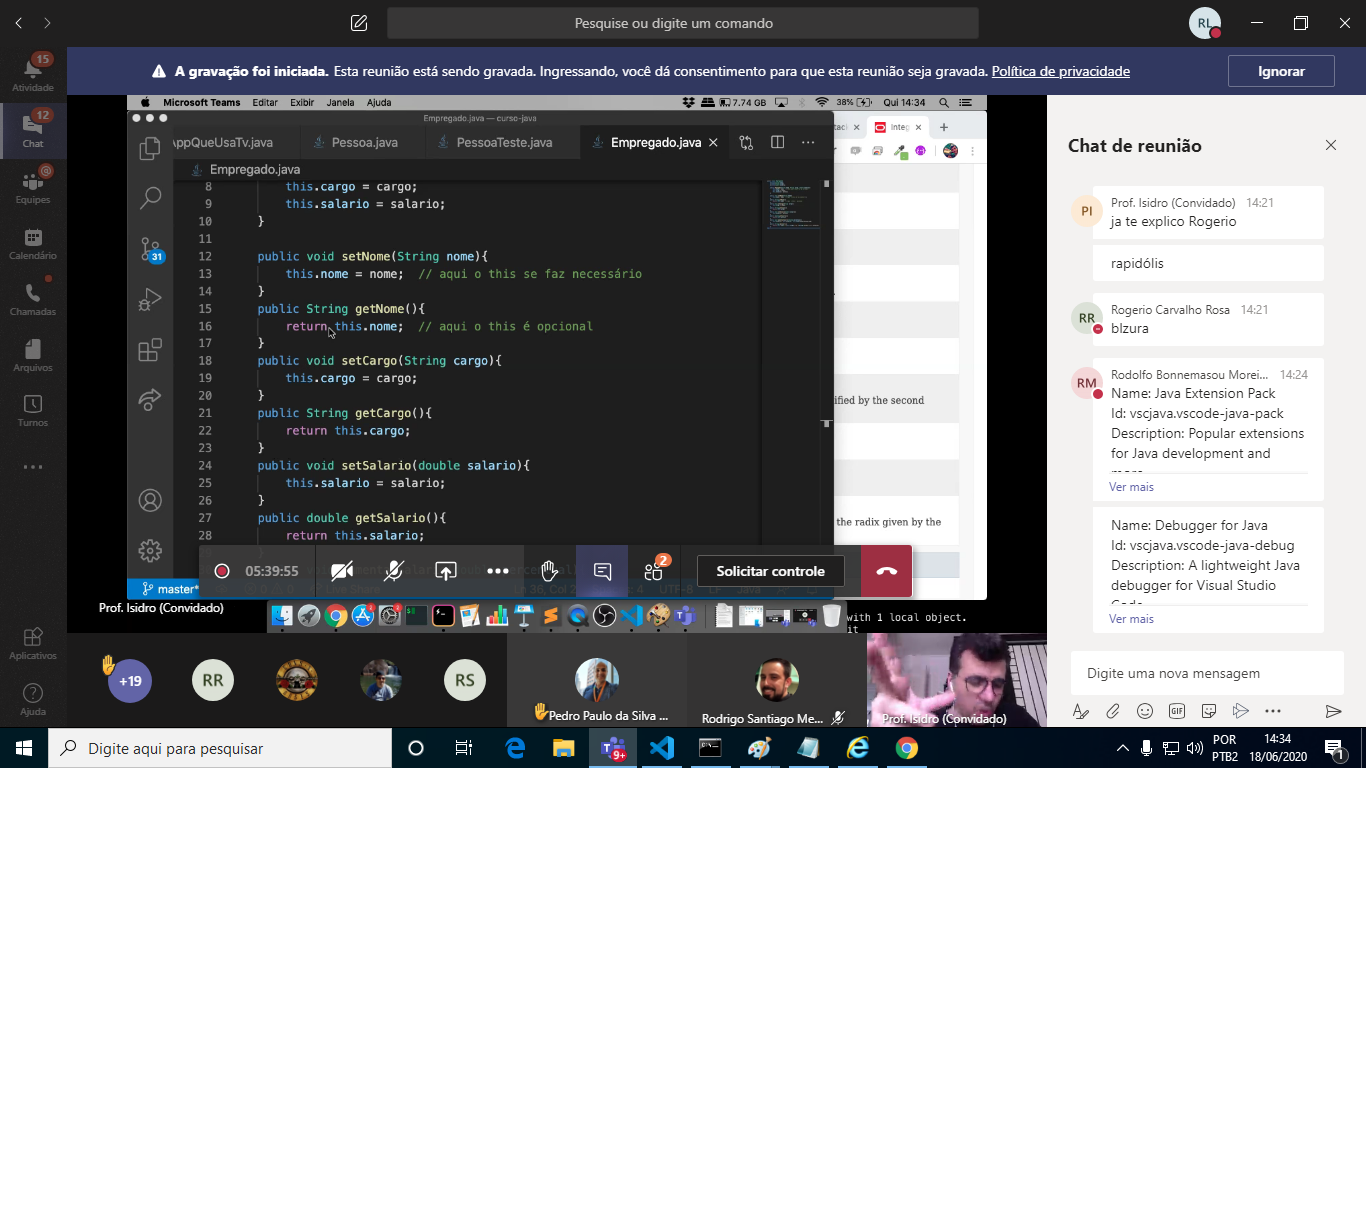 Pesquise ou digite um comando
RL
A gravação foi iniciada. Esta reunião está sendo gravada. Ingressando, você dá consentimento para que esta reunião seja gravada. Política de privacidade
Ignorar
15
Atividade
12
Chat
@
Equipes
Calendário
Chamadas
Arquivos
Turnos
Aplicativos
Ajuda
Microsoft Teams Editar Exibir Janela Ajuda
7.74 GB 38% Qui 14:34
Empregado.java — curso-java
AppQueUsaTv.java
Pessoa.java
PessoaTeste.java
Empregado.java
Empregado.java
31
8 this.cargo = cargo;
9 this.salario = salario;
10 }
11
12 public void setNome(String nome){
13 this.nome = nome; // aqui o this se faz necessário
14 }
15 public String getNome(){
16 return this.nome; // aqui o this é opcional
17 }
18 public void setCargo(String cargo){
19 this.cargo = cargo;
20 }
21 public String getCargo(){
22 return this.cargo;
23 }
24 public void setSalario(double salario){
25 this.salario = salario;
26 }
27 public double getSalario(){
28 return this.salario;
ified by the second
the radix given by the
05:39:55
2
Solicitar controle
master*
Prof. Isidro (Convidado)
with 1 local object.
it
+19
RR
RS
Pedro Paulo da Silva ...
Rodrigo Santiago Me...
Prof. Isidro (Convidado)
Chat de reunião
PI
Prof. Isidro (Convidado) 14:21
ja te explico Rogerio
rapidólis
RR
Rogerio Carvalho Rosa 14:21
blzura
RM
Rodolfo Bonnemasou Morei... 14:24
Name: Java Extension Pack
Id: vscjava.vscode-java-pack
Description: Popular extensions
for Java development and
Ver mais
Name: Debugger for Java
Id: vscjava.vscode-java-debug
Description: A lightweight Java
debugger for Visual Studio
Ver mais
Digite uma nova mensagem
GIF
Digite aqui para pesquisar
9+
POR
PTB2
14:34
18/06/2020
1